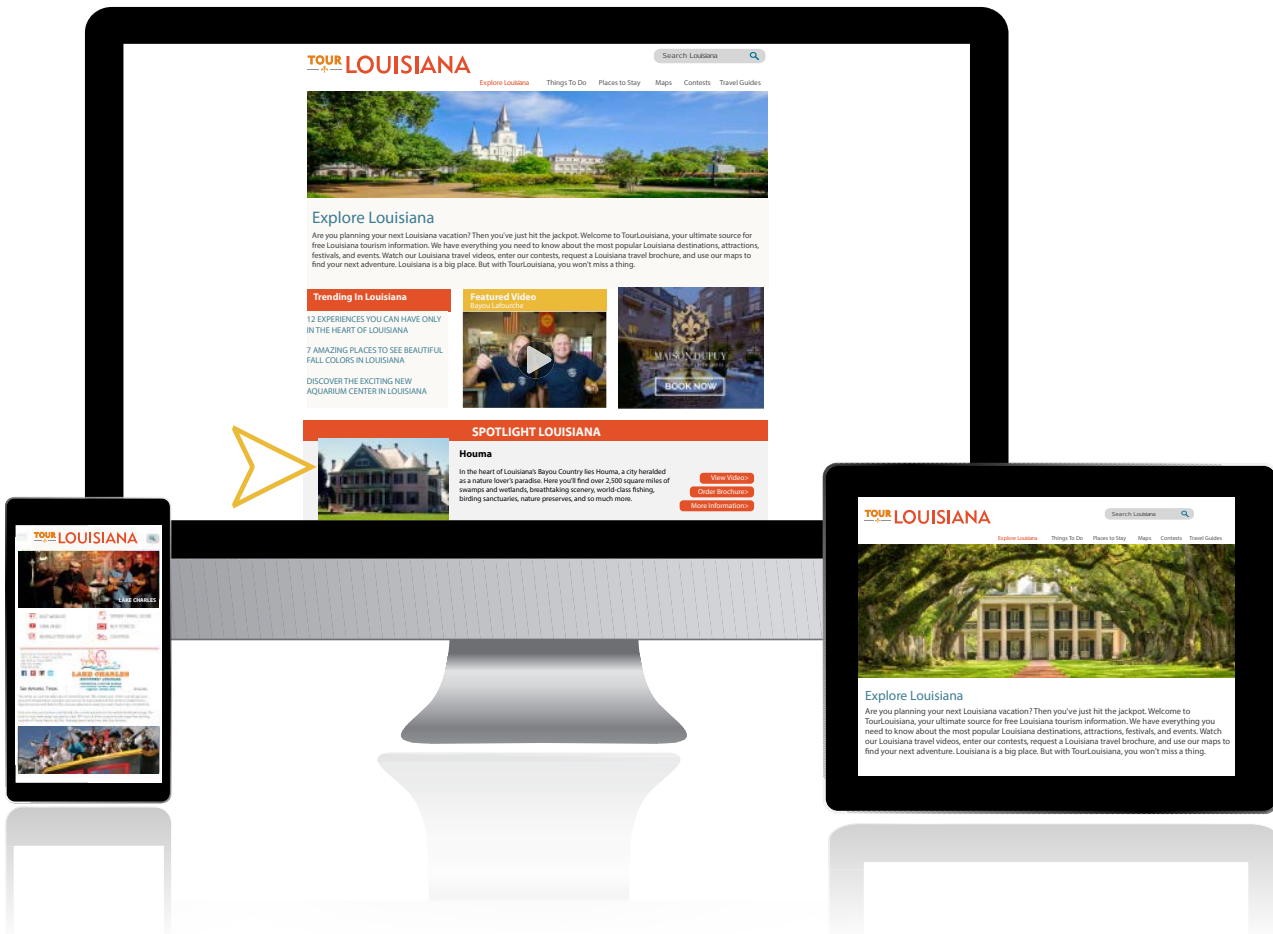 TOUR LOUISIANA
Search Louisiana
Explore Louisiana Things To Do Places to Stay Maps Contests Travel Guides
Explore Louisiana
Are you planning your next Louisiana vacation? Then you've just hit the jackpot. Welcome to TourLouisiana, your ultimate source for
free Louisiana tourism information. We have everything you need to know about the most popular Louisiana destinations, attractions,
festivals, and events. Watch our Louisiana travel videos, enter our contests, request a Louisiana travel brochure, and use our maps to
find your next adventure. Louisiana is a big place. But with TourLouisiana, you won't miss a thing.
Trending In Louisiana
12 EXPERIENCES YOU CAN HAVE ONLY
IN THE HEART OF LOUISIANA
7 AMAZING PLACES TO SEE BEAUTIFUL
FALL COLORS IN LOUISIANA
DISCOVER THE EXCITING NEW
AQUARIUM CENTER IN LOUISIANA
Featured Video
Bayou Lafourche
MAISON DUPUY
BOOK NOW
SPOTLIGHT LOUISIANA
Houma
In the heart of Louisiana's Bayou Country lies Houma, a city heralded
as a nature lover's paradise. Here you'll find over 2,500 square miles of
swamps and wetlands, breathtaking scenery, world-class fishing,
birding sanctuaries, nature preserves, and so much more.
View Video>
Order Brochure>
More Information>
TOUR LOUISIANA
LAKE CHARLES
LAKE CHARLES
San Antonio, Texas
TOUR LOUISIANA
Search Louisiana
Explore Louisiana Things To Do Places to Stay Maps Contests Travel Guides
Explore Louisiana
Are you planning your next Louisiana vacation? Then you've just hit the jackpot. Welcome to
TourLouisiana, your ultimate source for free Louisiana tourism information. We have everything you
need to know about the most popular Louisiana destinations, attractions, festivals, and events. Watch
our Louisiana travel videos, enter our contests, request a Louisiana travel brochure, and use our maps to
find your next adventure. Louisiana is a big place. But with TourLouisiana, you won't miss a thing.